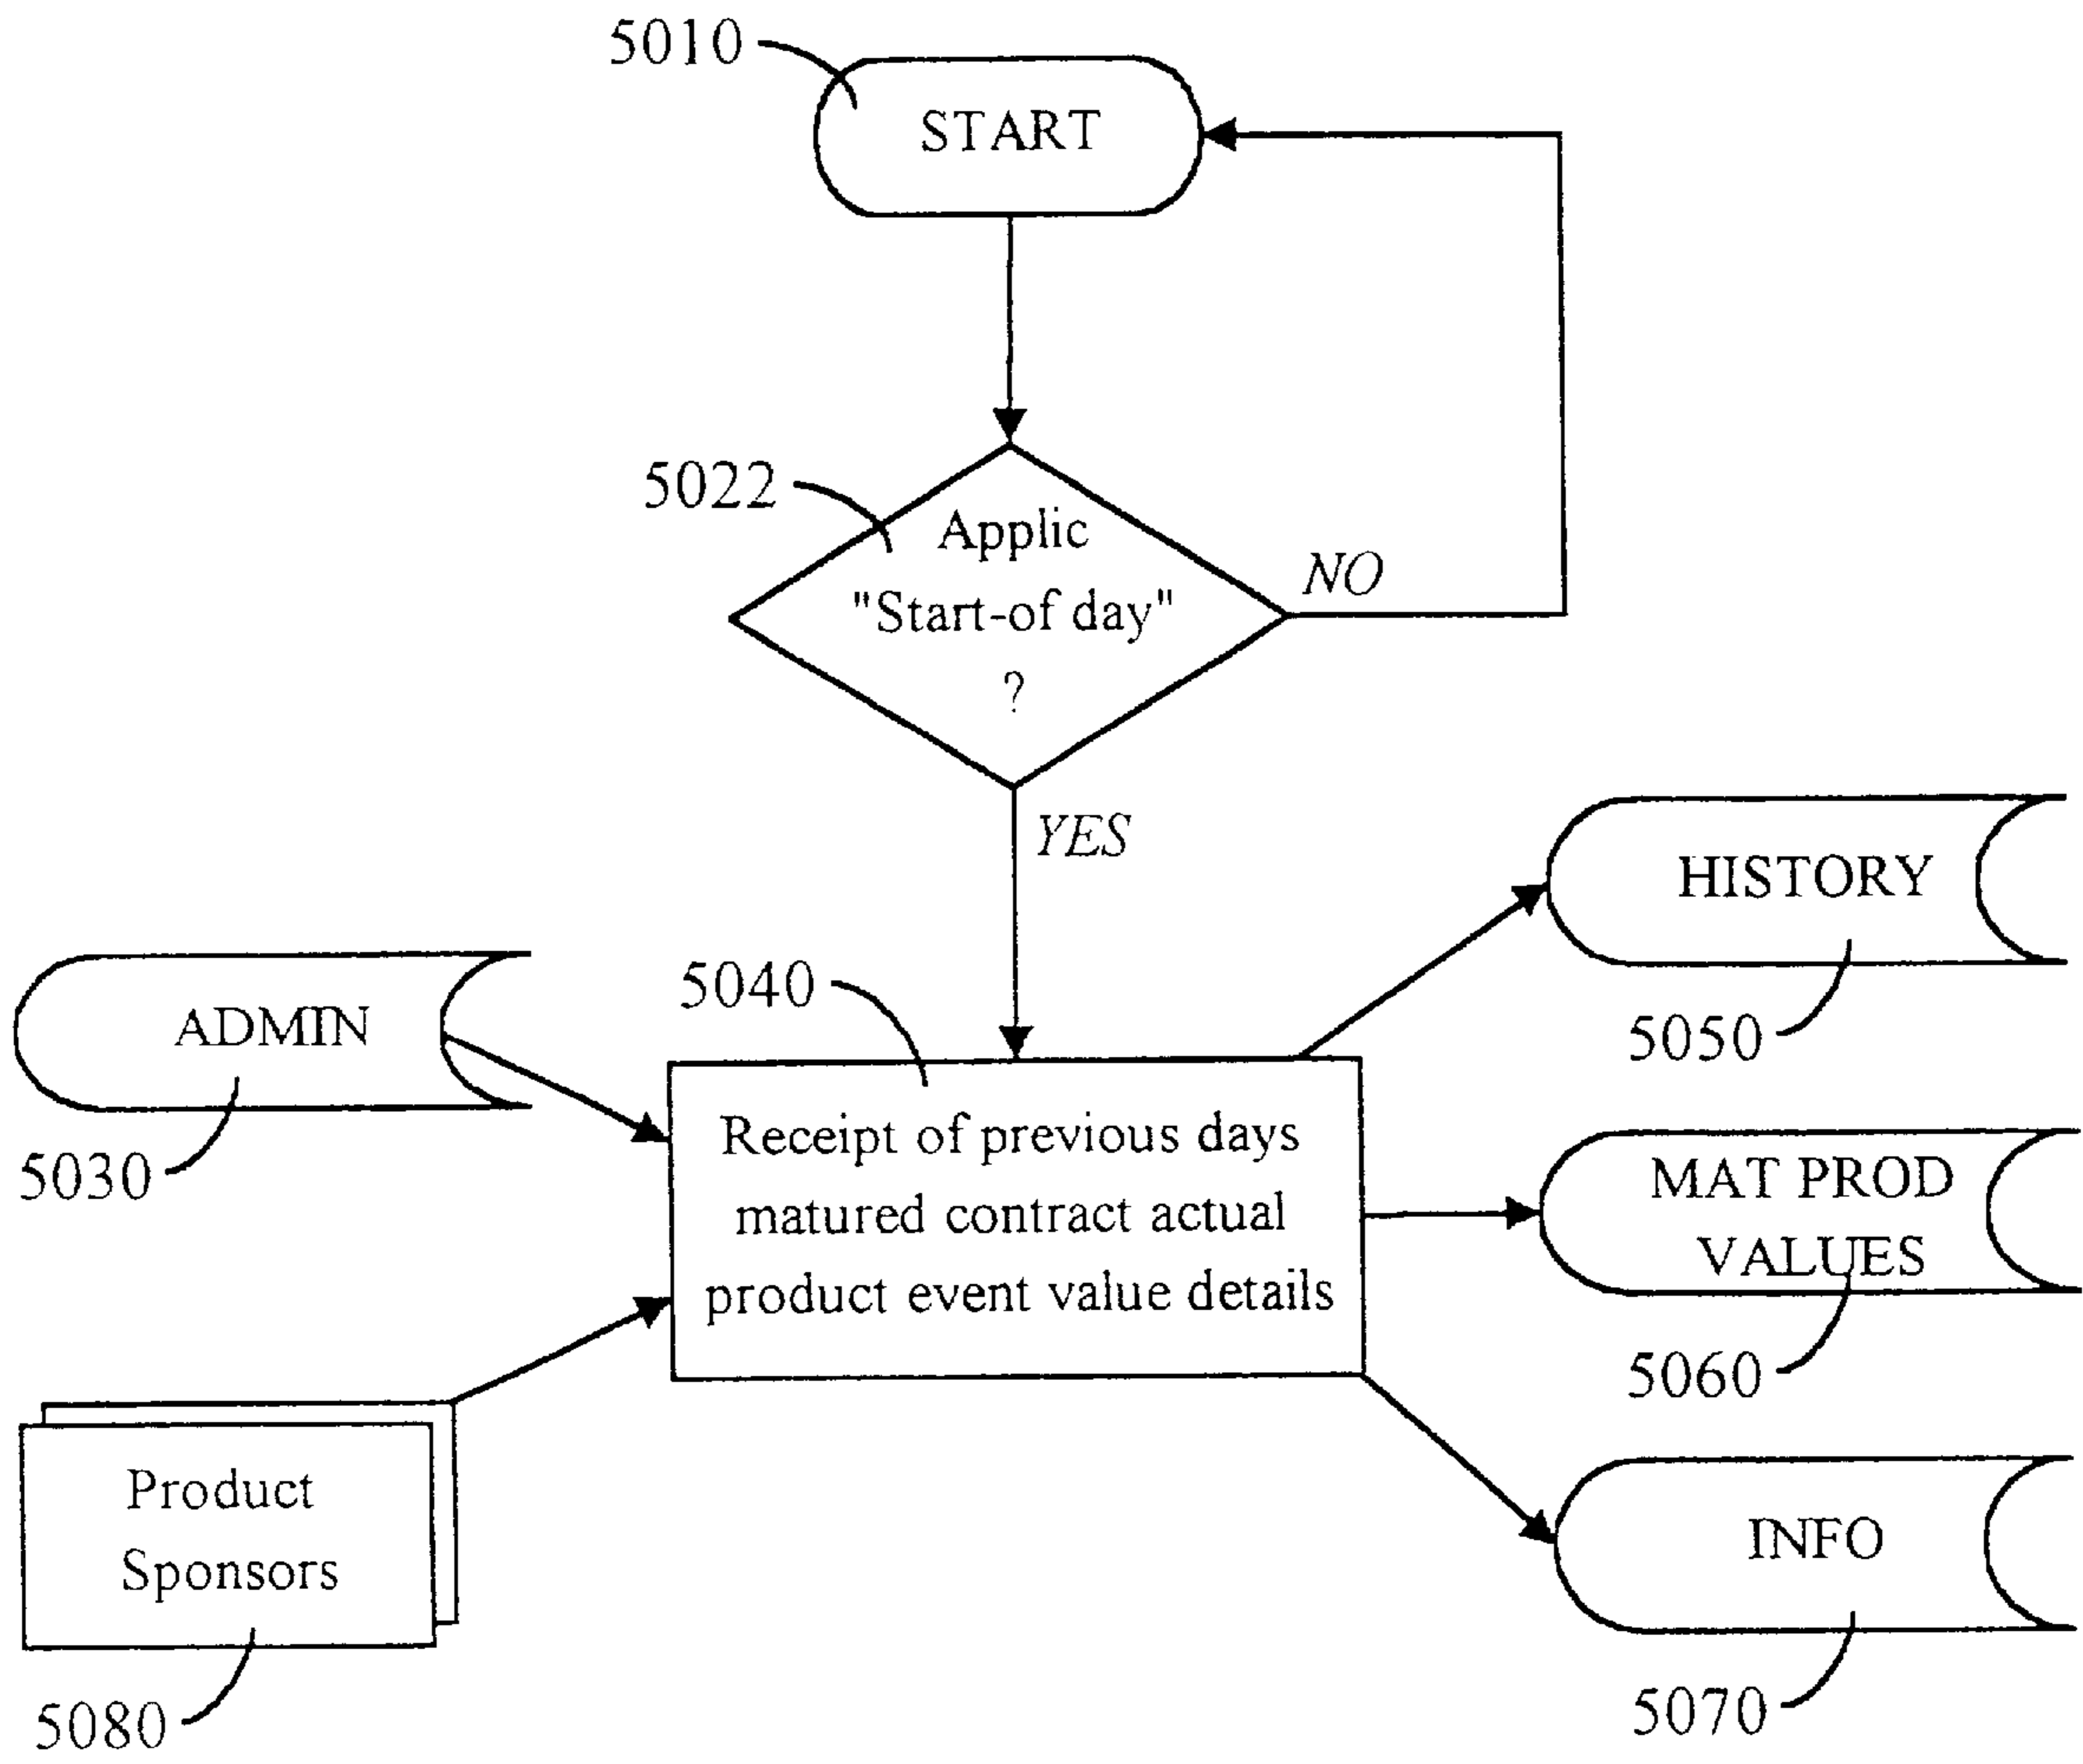 5010
START
5022
Applic
"Start-of day"
?
NO
YES
HISTORY
5050
ADMIN
5030
5040
Receipt of previous days
matured contract actual
product event value details
MAT PROD
VALUES
5060
Product
Sponsors
5080
INFO
5070